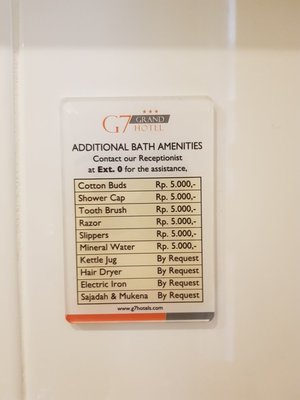 G7 GRAND HOTEL
ADDITIONAL BATH AMENITIES
Contact our Receptionist
at Ext. 0 for the assistance,
Cotton Buds Rp. 5.000,-
Shower Cap Rp. 5.000,-
Tooth Brush Rp. 5.000,-
Razor Rp. 5.000,-
Slippers Rp. 5.000,-
Mineral Water Rp. 5.000,-
Kettle Jug By Request
Hair Dryer By Request
Electric Iron By Request
Sajadah & Mukena By Request
www.g7hotels.com